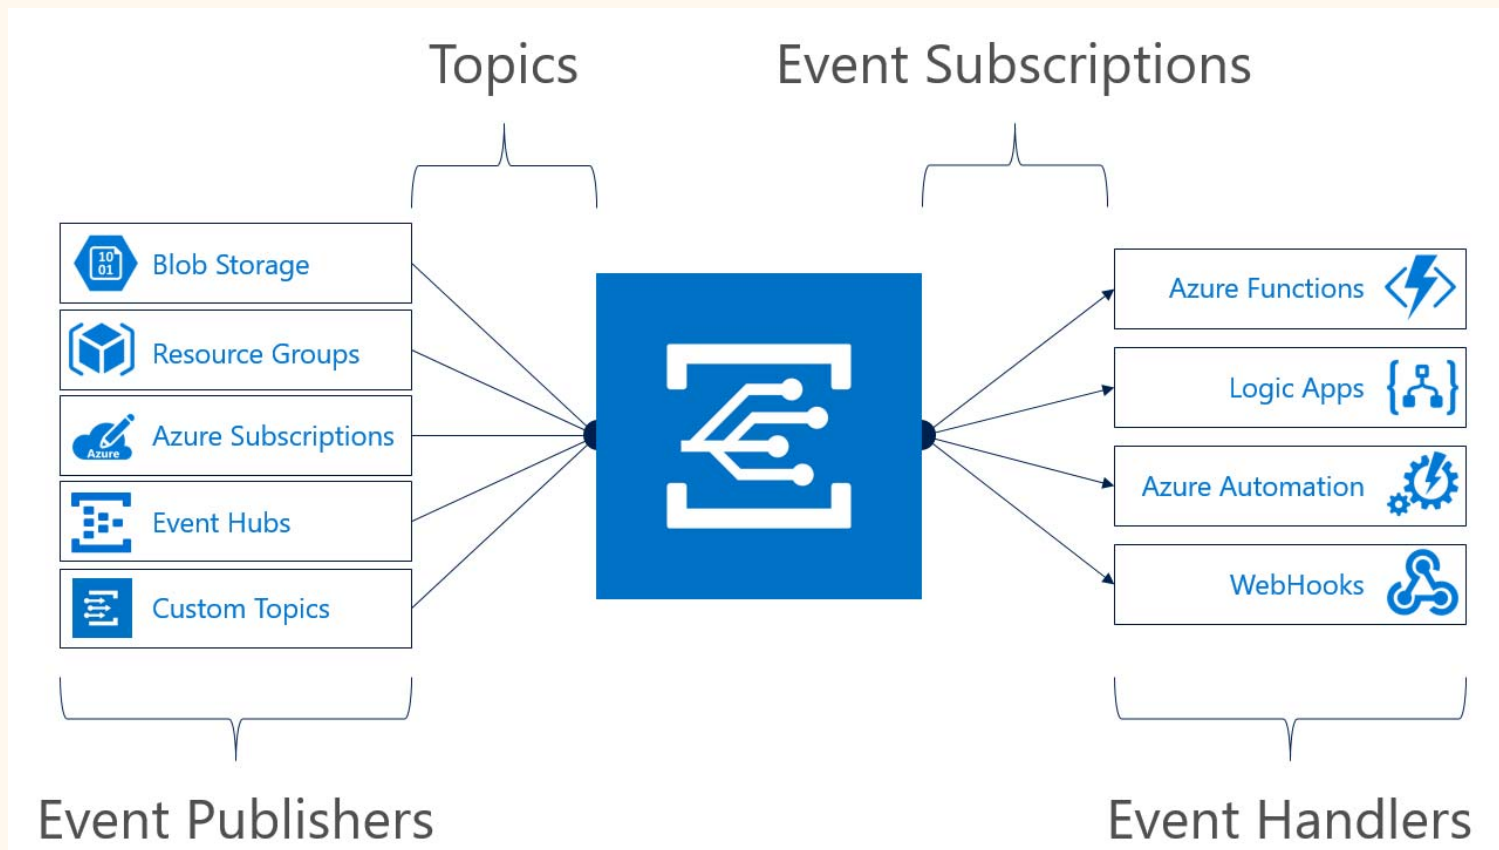 Topics
Event Subscriptions
10
01
Blob Storage
Resource Groups
Azure
Azure Subscriptions
Event Hubs
Custom Topics
Azure Functions
Logic Apps
Azure Automation
WebHooks
Event Publishers
Event Handlers